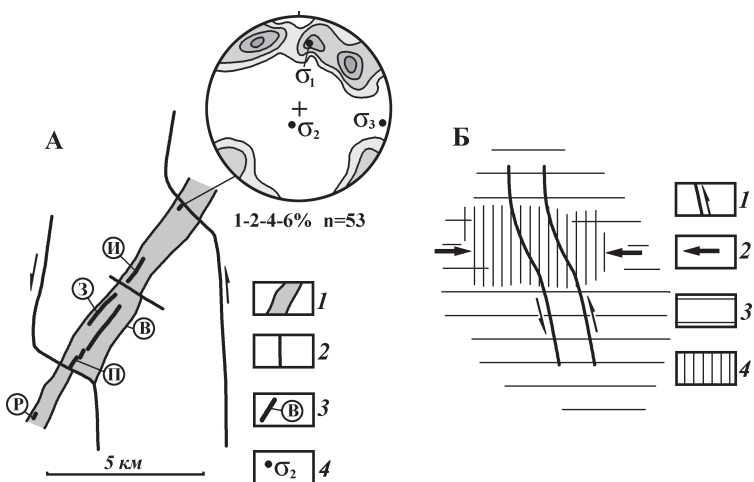 А
σ₁
σ₂
σ₃
1-2-4-6% n=53
И
З
В
П
Р
5 км
1
2
В
3
σ₂
4
Б
1
2
3
4